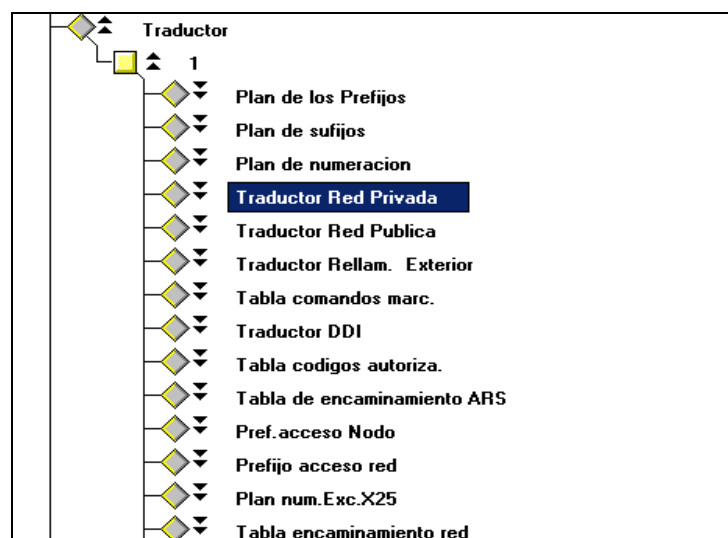 Traductor
1
Plan de los Prefijos
Plan de sufijos
Plan de numeracion
Traductor Red Privada
Traductor Red Publica
Traductor Rellam. Exterior
Tabla comandos marc.
Traductor DDI
Tabla codigos autoriza.
Tabla de encaminamiento ARS
Pref.acceso Nodo
Prefijo acceso red
Plan num.Exc.X25
Tabla encaminamiento red